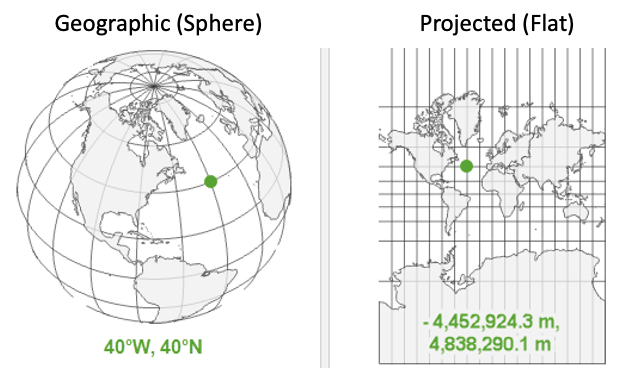 Geographic (Sphere)
Projected (Flat)
40°W, 40°N
- 4,452,924.3 m,
4,838,290.1 m